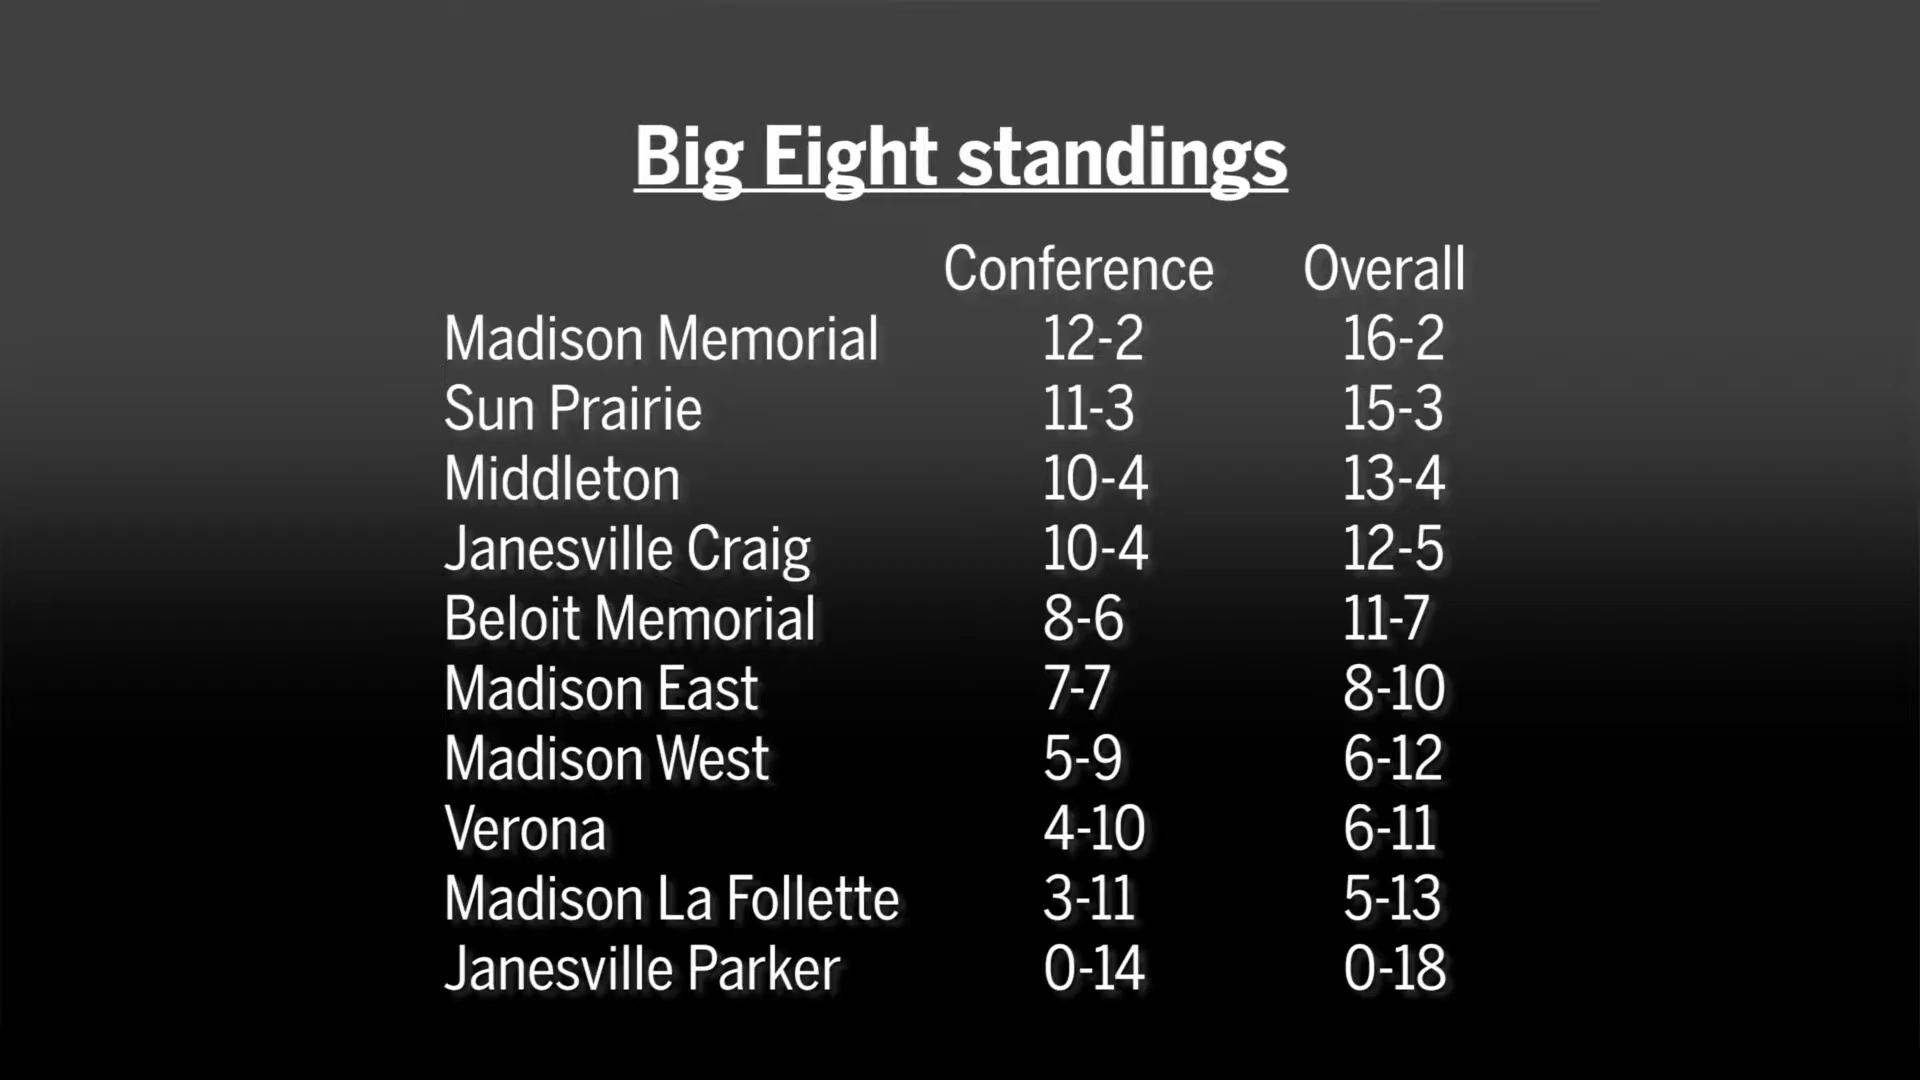 Big Eight standings
Conference Overall
Madison Memorial 12-2 16-2
Sun Prairie 11-3 15-3
Middleton 10-4 13-4
Janesville Craig 10-4 12-5
Beloit Memorial 8-6 11-7
Madison East 7-7 8-10
Madison West 5-9 6-12
Verona 4-10 6-11
Madison La Follette 3-11 5-13
Janesville Parker 0-14 0-18